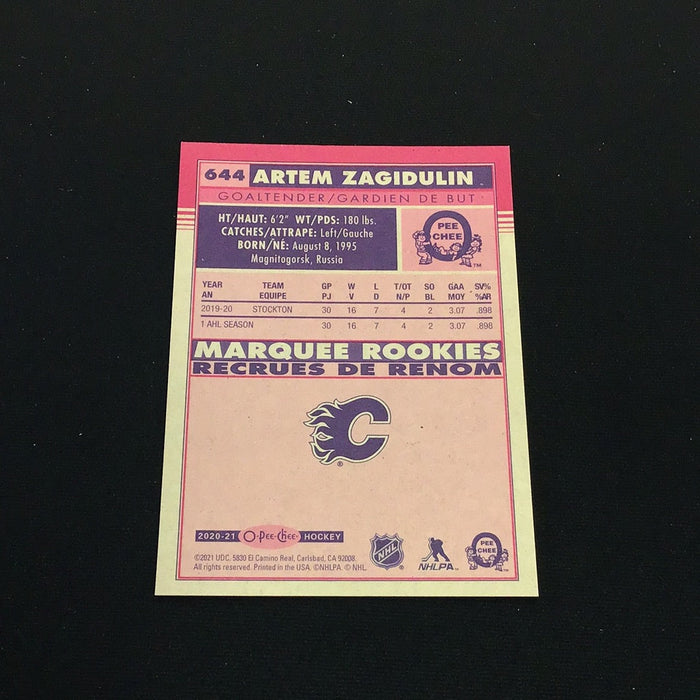 644 ARTEM ZAGIDULIN
GOALTENDER/GARDIEN DE BUT
HT/HAUT: 6'2" WT/PDS: 180 lbs.
CATCHES/ATTRAPE: Left/Gauche
BORN/NÉ: August 8, 1995
Magnitogorsk, Russia
PEE
CHEE
TM
YEAR TEAM GP W L T/OT SO GAA SV%
AN EQUIPE PJ V D N/P BL MOY %AR
2019-20 STOCKTON 30 16 7 4 2 3.07 .898
1 AHL SEASON 30 16 7 4 2 3.07 .898
MARQUEE ROOKIES
RECRUES DE RENOM
C
®
2020-21 O-Pee-Chee HOCKEY
©2021 UDC. 5830 El Camino Real, Carlsbad, CA 92008.
All rights reserved. Printed in the USA. ©NHLPA. © NHL.
NHL
®
NHLPA
PEE
CHEE
TM